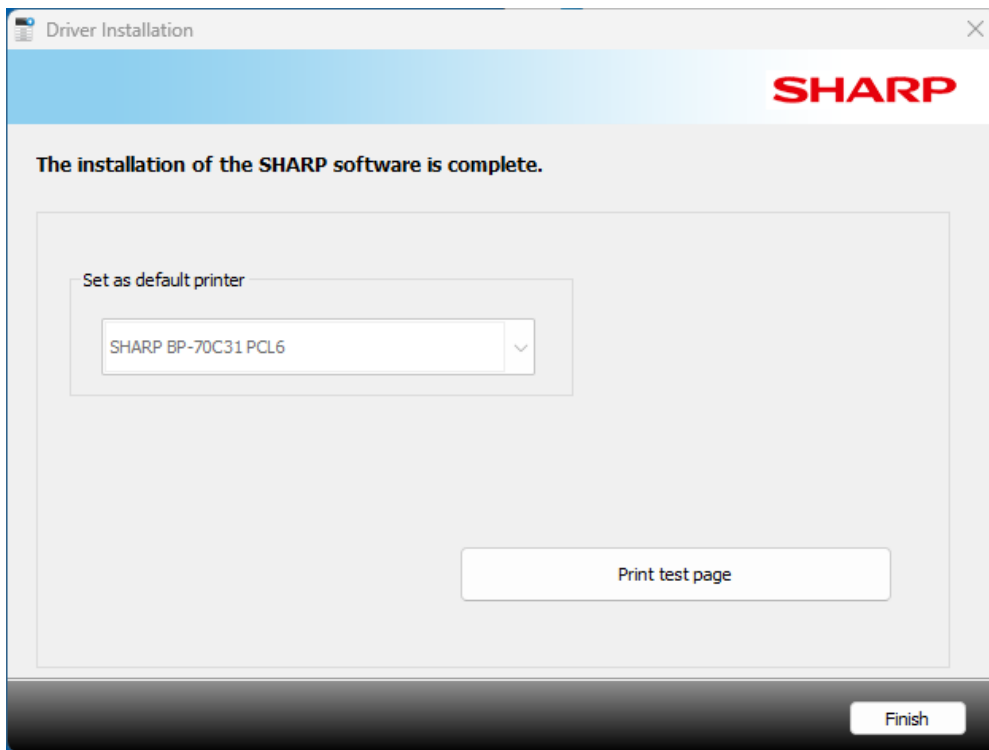 Driver Installation
SHARP
The installation of the SHARP software is complete.
Set as default printer
SHARP BP-70C31 PCL6
Print test page
Finish